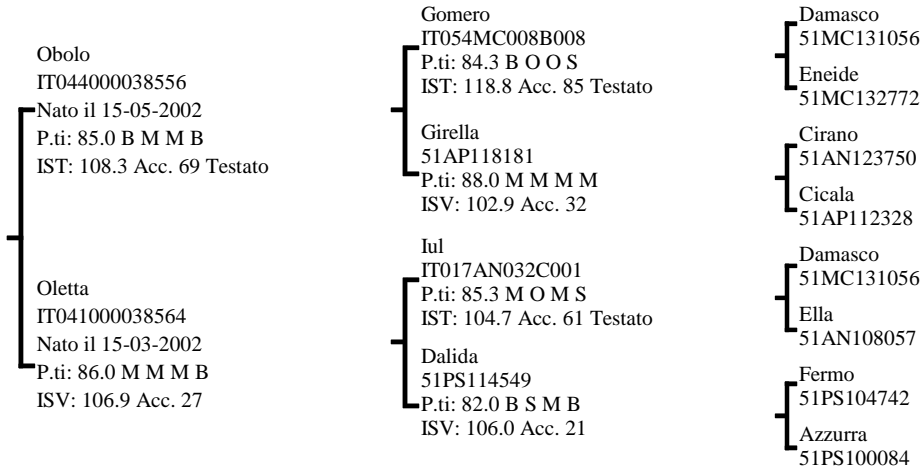 Obolo
IT044000038556
Nato il 15-05-2002
P.ti: 85.0 B M M B
IST: 108.3 Acc. 69 Testato
Oletta
IT041000038564
Nato il 15-03-2002
P.ti: 86.0 M M M B
ISV: 106.9 Acc. 27
Gomero
IT054MC008B008
P.ti: 84.3 B O O S
IST: 118.8 Acc. 85 Testato
Girella
51AP118181
P.ti: 88.0 M M M M
ISV: 102.9 Acc. 32
Iul
IT017AN032C001
P.ti: 85.3 M O M S
IST: 104.7 Acc. 61 Testato
Dalida
51PS114549
P.ti: 82.0 B S M B
ISV: 106.0 Acc. 21
Damasco
51MC131056
Eneide
51MC132772
Cirano
51AN123750
Cicala
51AP112328
Damasco
51MC131056
Ella
51AN108057
Fermo
51PS104742
Azzurra
51PS100084